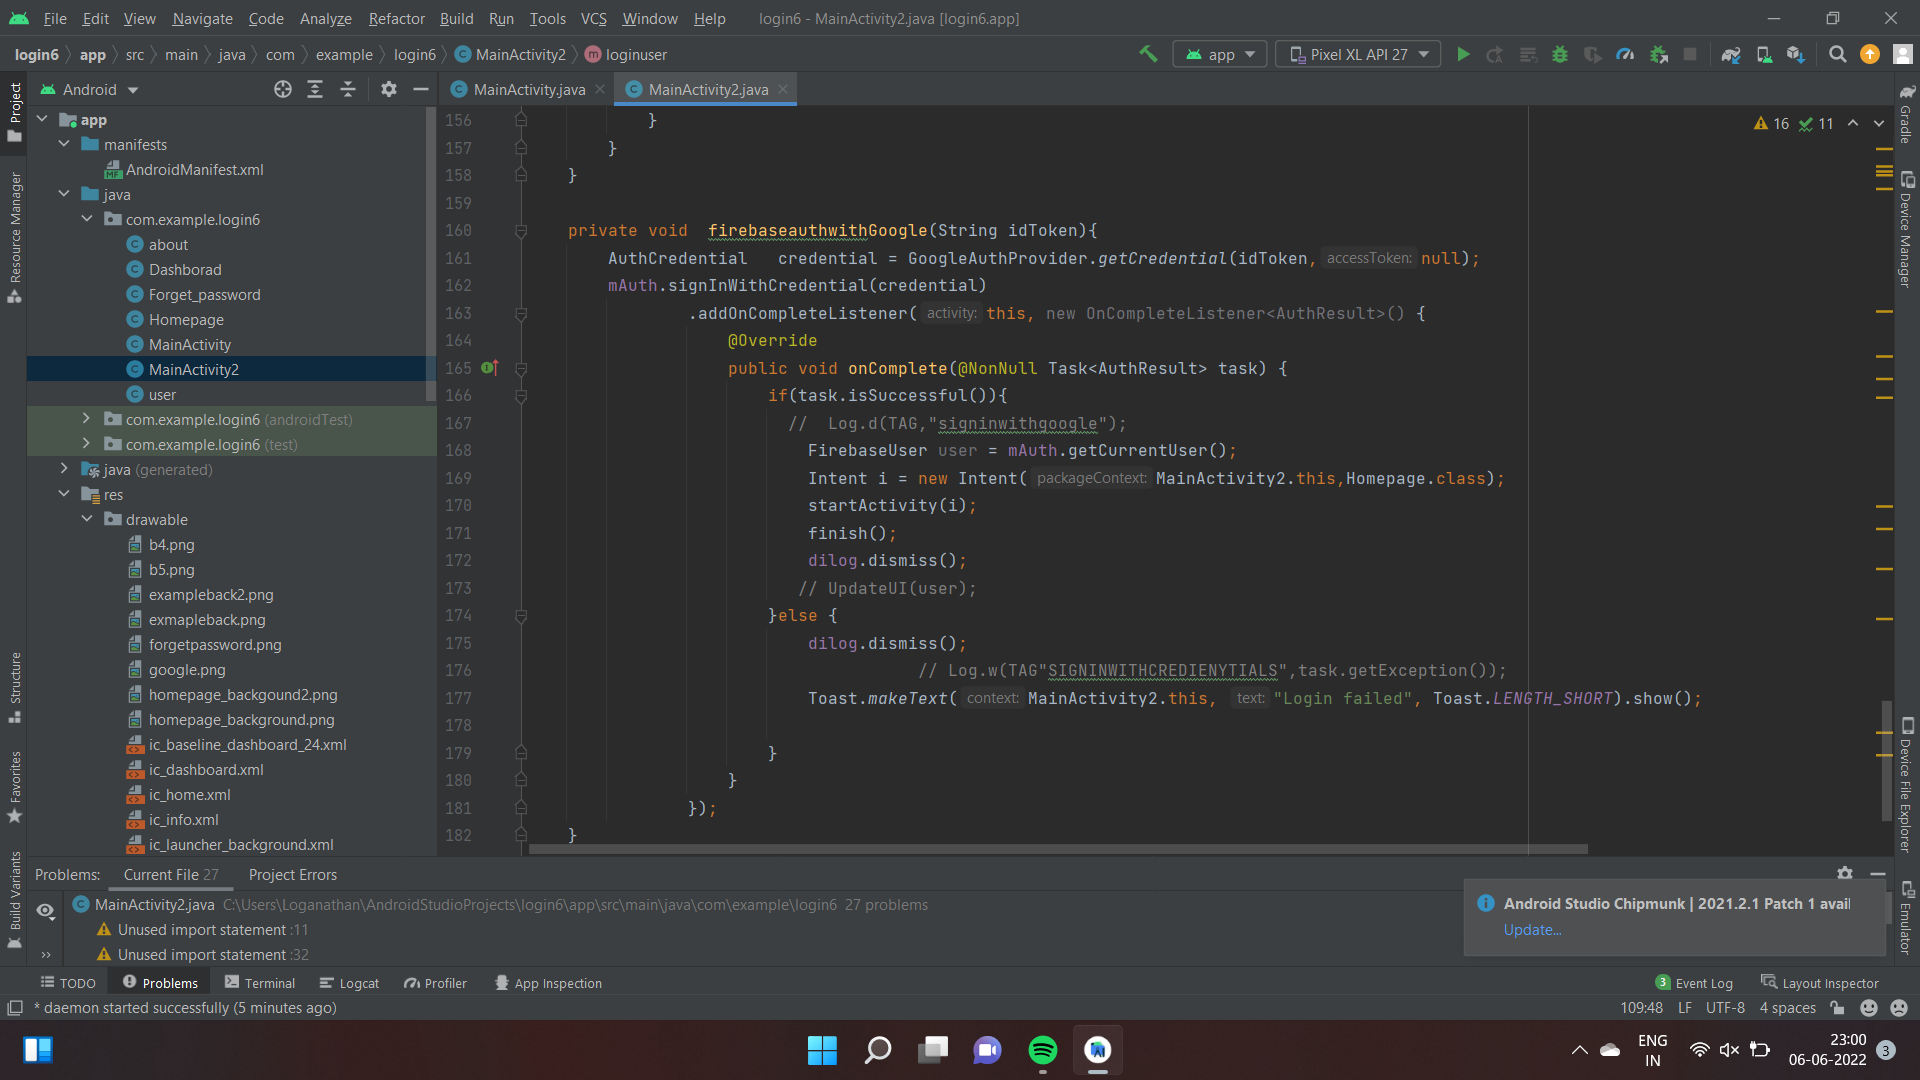 File Edit View Navigate Code Analyze Refactor Build Run Tools VCS Window Help login6 - MainActivity2.java [login6.app]
login6 app src main java com example login6 MainActivity2 loginuser app Pixel XL API 27
Android MainActivity.java MainActivity2.java
Project
Resource Manager
Structure
Favorites
Build Variants
app
manifests
AndroidManifest.xml
java
com.example.login6
about
Dashborad
Forget_password
Homepage
MainActivity
MainActivity2
user
com.example.login6 (androidTest)
com.example.login6 (test)
java (generated)
res
drawable
b4.png
b5.png
exampleback2.png
exmapleback.png
forgetpassword.png
google.png
homepage_backgound2.png
homepage_background.png
ic_baseline_dashboard_24.xml
ic_dashboard.xml
ic_home.xml
ic_info.xml
ic_launcher_background.xml
16 11
156 }
157 }
158 }
159
160 private void firebaseauthwithGoogle(String idToken){
161 AuthCredential credential = GoogleAuthProvider.getCredential(idToken, accessToken: null);
162 mAuth.signInWithCredential(credential)
163 .addOnCompleteListener( activity: this, new OnCompleteListener<AuthResult>() {
164 @Override
165 public void onComplete(@NonNull Task<AuthResult> task) {
166 if(task.isSuccessful()){
167 // Log.d(TAG,"signinwithgoogle");
168 FirebaseUser user = mAuth.getCurrentUser();
169 Intent i = new Intent( packageContext: MainActivity2.this,Homepage.class);
170 startActivity(i);
171 finish();
172 dilog.dismiss();
173 // UpdateUI(user);
174 }else {
175 dilog.dismiss();
176 // Log.w(TAG"SIGNINWITHCREDIENYTIALS",task.getException());
177 Toast.makeText( context: MainActivity2.this, text: "Login failed", Toast.LENGTH_SHORT).show();
178
179 }
180 }
181 });
182 }
Gradle
Device Manager
Device File Explorer
Emulator
Problems: Current File 27 Project Errors
MainActivity2.java C:\Users\Loganathan\AndroidStudioProjects\login6\app\src\main\java\com\example\login6 27 problems
Unused import statement :11
Unused import statement :32
Android Studio Chipmunk | 2021.2.1 Patch 1 avai
Update...
TODO Problems Terminal Logcat Profiler App Inspection 3 Event Log Layout Inspector
* daemon started successfully (5 minutes ago) 109:48 LF UTF-8 4 spaces
ENG
IN
23:00
06-06-2022
3